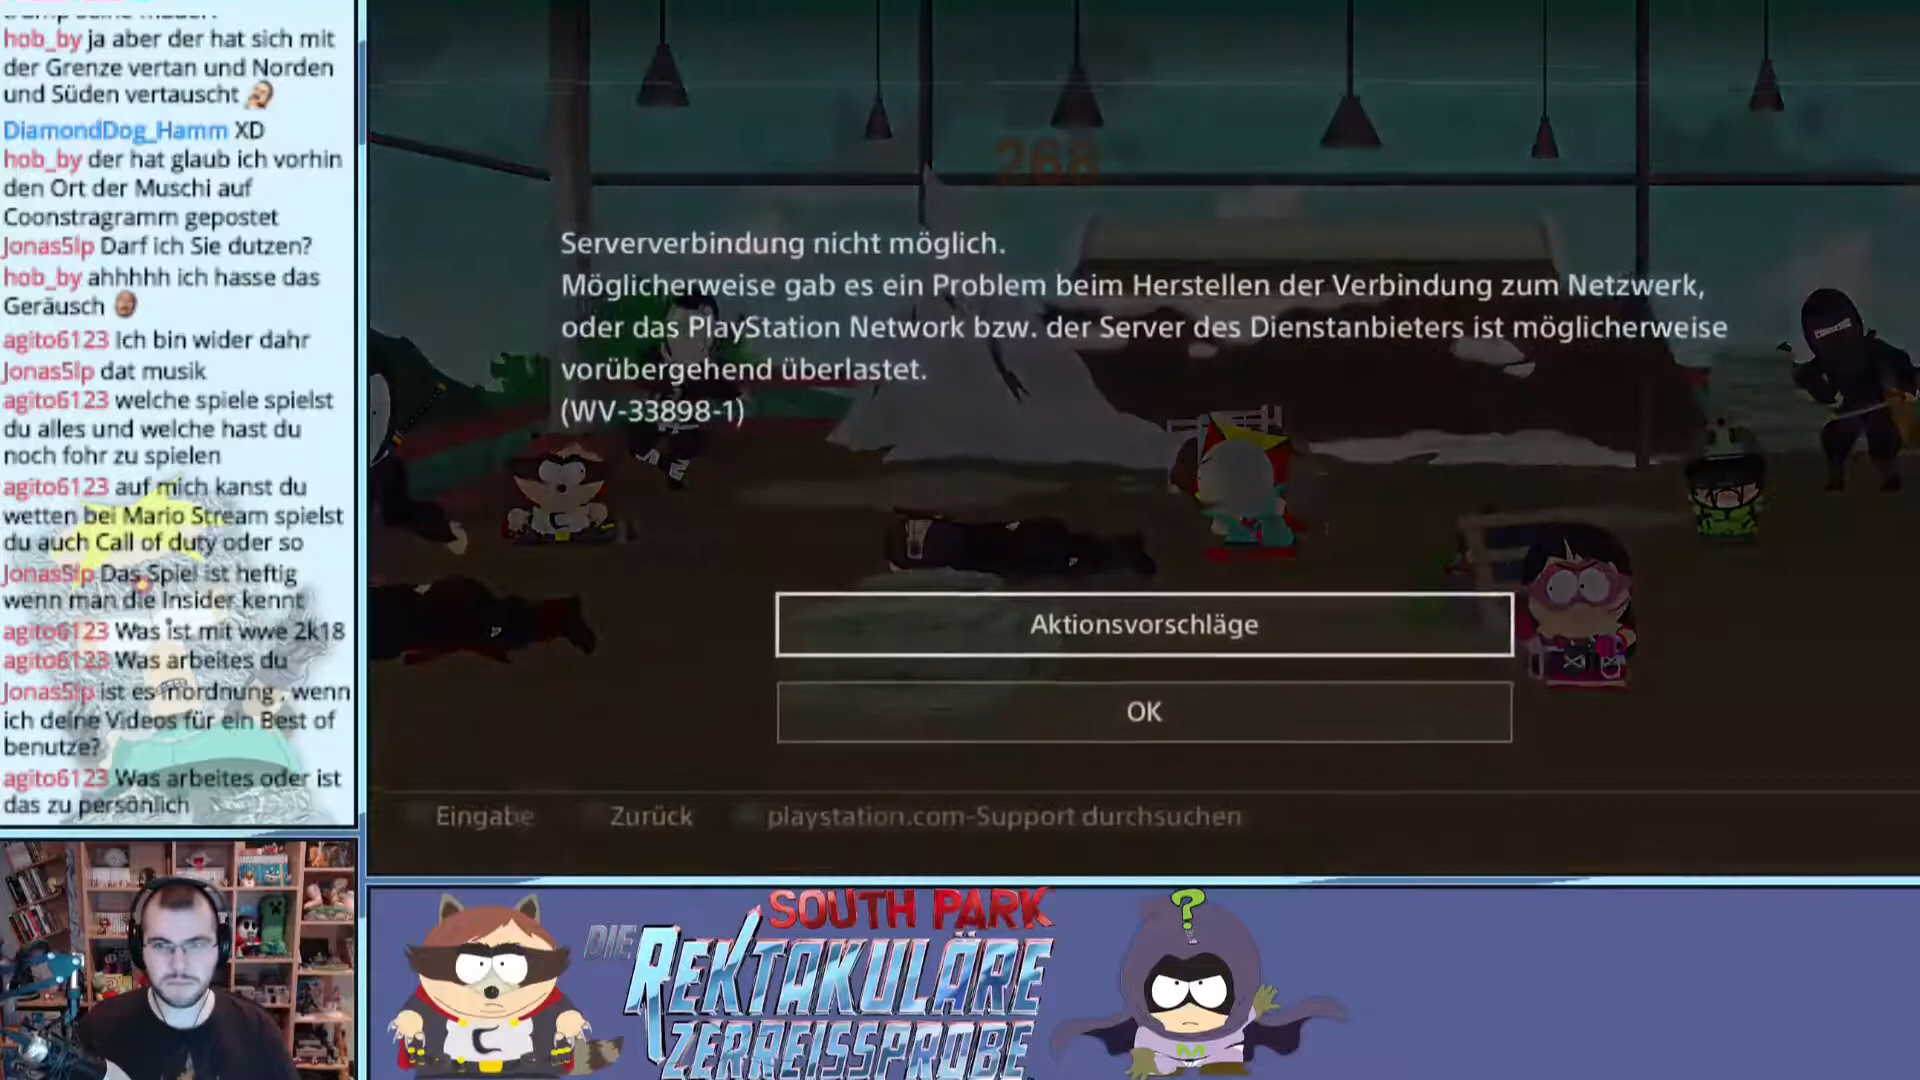 hob_by ja aber der hat sich mit
der Grenze vertan und Norden
und Süden vertauscht
DiamondDog_Hamm XD
hob_by der hat glaub ich vorhin
den Ort der Muschi auf
Coonstragramm gepostet
Jonas5lp Darf ich Sie dutzen?
hob_by ahhhhh ich hasse das
Geräusch
agito6123 Ich bin wider dahr
Jonas5lp dat musik
agito6123 welche spiele spielst
du alles und welche hast du
noch fohr zu spielen
agito6123 auf mich kanst du
wetten bei Mario Stream spielst
du auch Call of duty oder so
Jonas5lp Das Spiel ist heftig
wenn man die Insider kennt
agito6123 Was ist mit wwe 2k18
agito6123 Was arbeites du
Jonas5lp ist es inordnung , wenn
ich deine Videos für ein Best of
benutze?
agito6123 Was arbeites oder ist
das zu persönlich
268
Serververbindung nicht möglich.
Möglicherweise gab es ein Problem beim Herstellen der Verbindung zum Netzwerk,
oder das PlayStation Network bzw. der Server des Dienstanbieters ist möglicherweise
vorübergehend überlastet.
(WV-33898-1)
Aktionsvorschläge
OK
Eingabe Zurück playstation.com-Support durchsuchen
SOUTH PARK
DIE
REKTAKULÄRE
ZERREISSPROBE